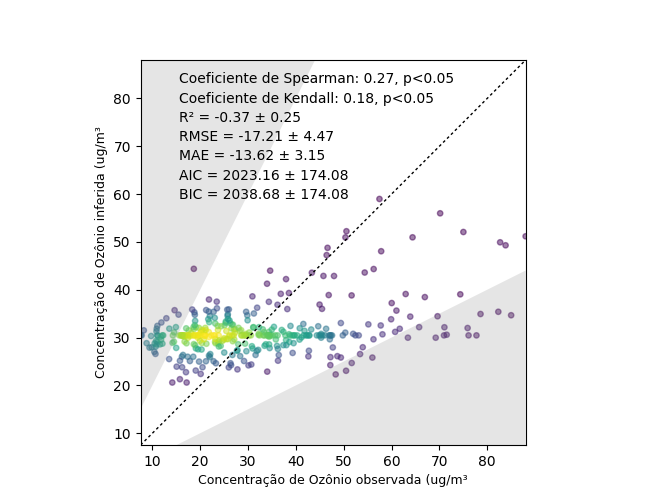 Coeficiente de Spearman: 0.27, p<0.05
Coeficiente de Kendall: 0.18, p<0.05
R² = -0.37 ± 0.25
RMSE = -17.21 ± 4.47
MAE = -13.62 ± 3.15
AIC = 2023.16 ± 174.08
BIC = 2038.68 ± 174.08
Concentração de Ozônio inferida (ug/m³
80
70
60
50
40
30
20
10
10 20 30 40 50 60 70 80
Concentração de Ozônio observada (ug/m³